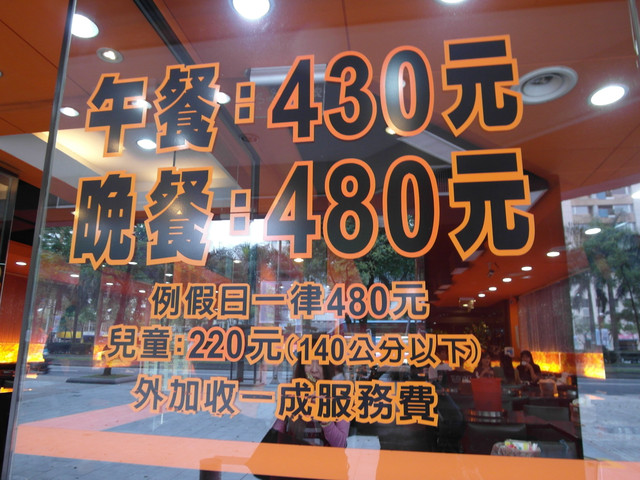 午餐：430元
晚餐：480元
例假日一律480元
兒童：220元（140公分以下）
外加收一成服務費